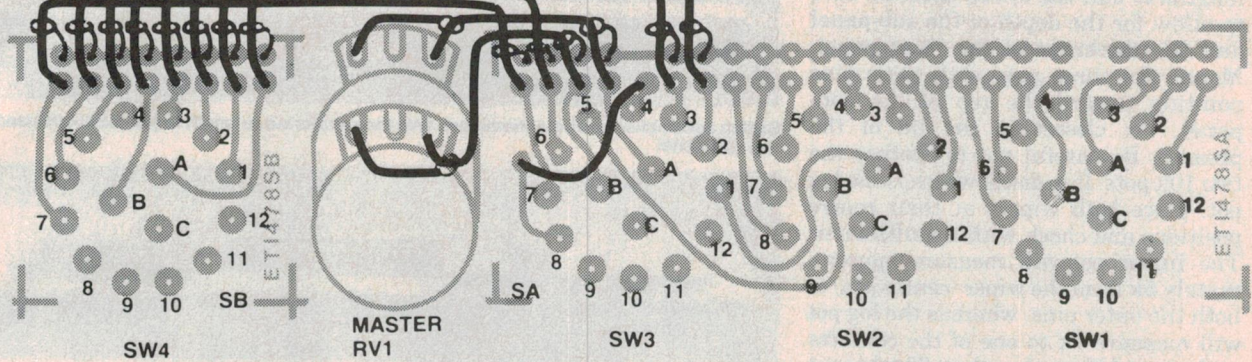 5 4 3 2 6 A 1 B 7 C 12 8 11 9 10 SB
ETI478SB
SW4
MASTER
RV1
5 4 3 6 2 A 7 B 1 C 12 8 9 10 11 SA
SW3
4 3 5 2 6 A 7 B 1 C 12 8 9 10 11
SW2
4 3 5 2 6 A 1 B 12 7 C 6 11 9 10
SW1
ETI478SA